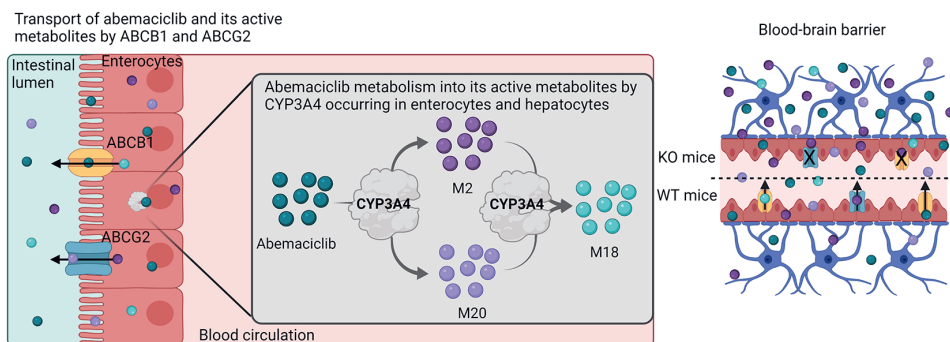 Transport of abemaciclib and its active
metabolites by ABCB1 and ABCG2
Intestinal
lumen
Enterocytes
ABCB1
ABCG2
Blood circulation
Abemaciclib metabolism into its active metabolites by
CYP3A4 occurring in enterocytes and hepatocytes
Abemaciclib
CYP3A4
M2
M20
CYP3A4
M18
Blood-brain barrier
KO mice
X
X
WT mice